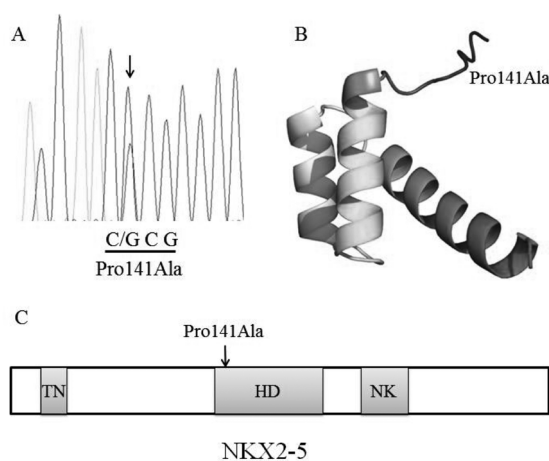 A
C/G C G
Pro141Ala
B
Pro141Ala
C
Pro141Ala
TN
HD
NK
NKX2-5